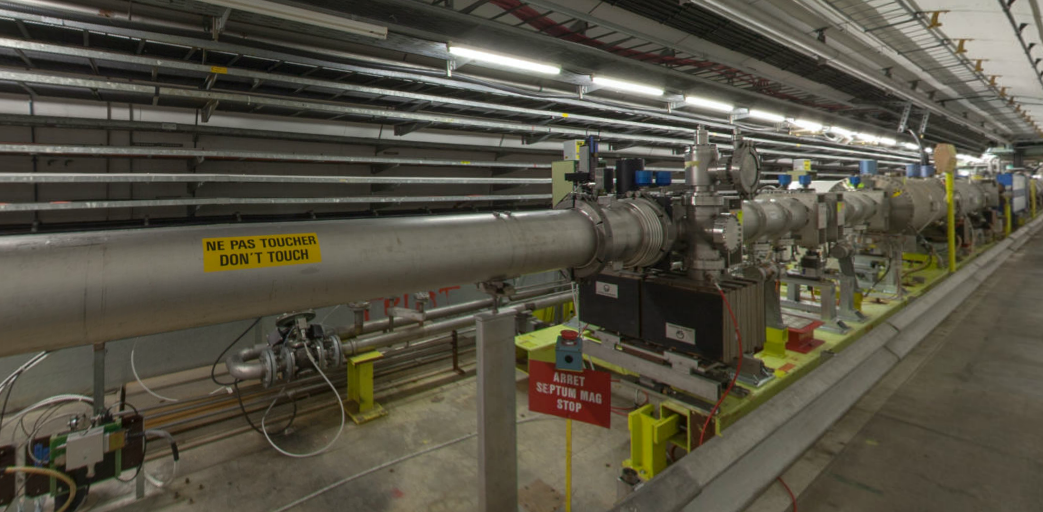 NE PAS TOUCHER
DON'T TOUCH
ARRET
SEPTUM MAG
STOP